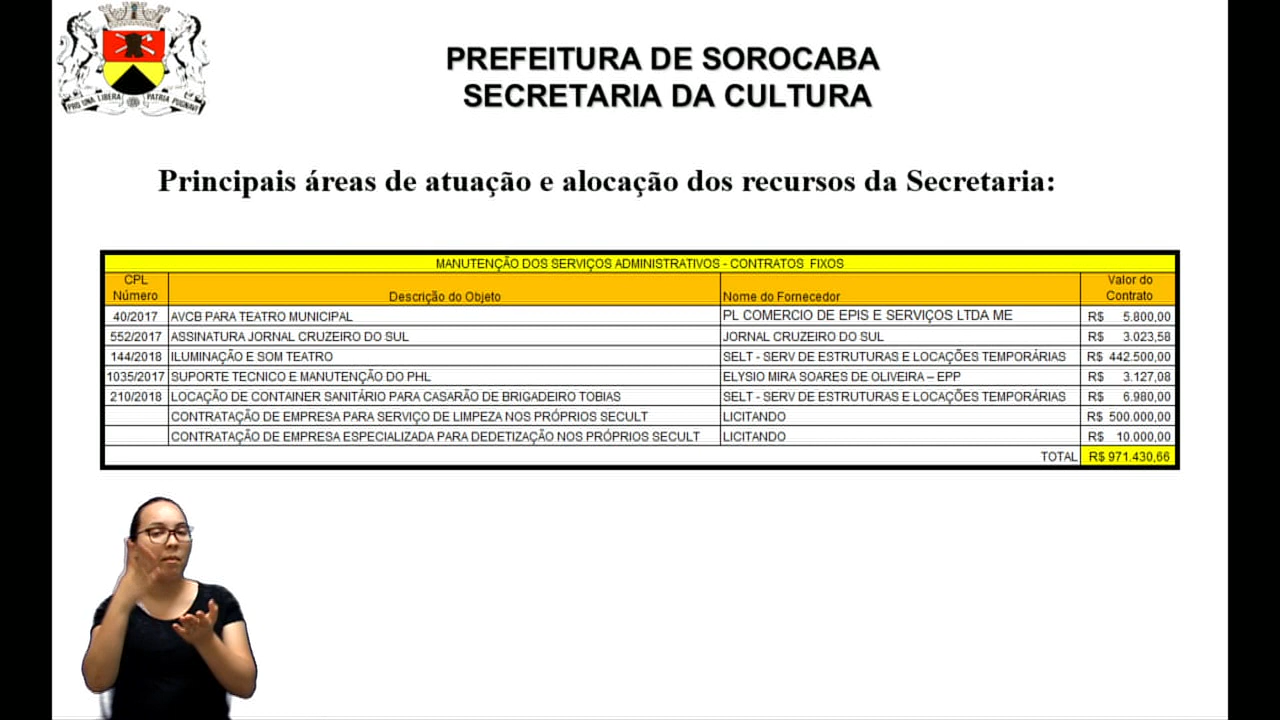 PREFEITURA DE SOROCABA
SECRETARIA DA CULTURA
PRO UNA LIBERA PATRIA PUGNAVI
Principais áreas de atuação e alocação dos recursos da Secretaria:
MANUTENÇÃO DOS SERVIÇOS ADMINISTRATIVOS - CONTRATOS FIXOS
CPL Número Descrição do Objeto Nome do Fornecedor Valor do Contrato
40/2017 AVCB PARA TEATRO MUNICIPAL PL COMERCIO DE EPIS E SERVIÇOS LTDA ME R$ 5.800,00
552/2017 ASSINATURA JORNAL CRUZEIRO DO SUL JORNAL CRUZEIRO DO SUL R$ 3.023,58
144/2018 ILUMINAÇÃO E SOM TEATRO SELT - SERV DE ESTRUTURAS E LOCAÇÕES TEMPORÁRIAS R$ 442.500,00
1035/2017 SUPORTE TECNICO E MANUTENÇÃO DO PHL ELYSIO MIRA SOARES DE OLIVEIRA – EPP R$ 3.127,08
210/2018 LOCAÇÃO DE CONTAINER SANITÁRIO PARA CASARÃO DE BRIGADEIRO TOBIAS SELT - SERV DE ESTRUTURAS E LOCAÇÕES TEMPORÁRIAS R$ 6.980,00
CONTRATAÇÃO DE EMPRESA PARA SERVIÇO DE LIMPEZA NOS PRÓPRIOS SECULT LICITANDO R$ 500.000,00
CONTRATAÇÃO DE EMPRESA ESPECIALIZADA PARA DEDETIZAÇÃO NOS PRÓPRIOS SECULT LICITANDO R$ 10.000,00
TOTAL R$ 971.430,66